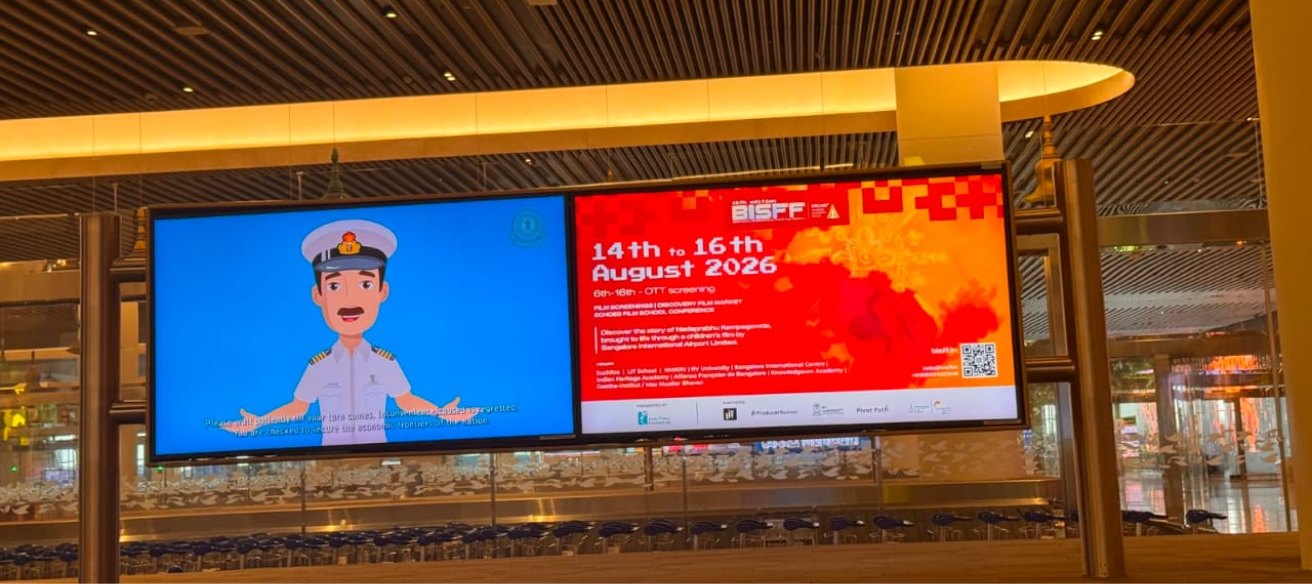 Please wait patiently till your turn comes. Inconvenience caused is regretted.
You are checked to secure the economic frontiers of the nation.
BISFF
14th to 16th
August 2026
6th-16th - OTT screening
FILM SCREENINGS | DISCOVERY FILM MARKET
ECHOES FILM SCHOOL CONFERENCE
Discover the story of Nadaprabhu Kempegowda,
brought to life through a children's film by
Bangalore International Airport Limited.
Suchitra | IJT School | | RV University | Bangalore International Centre |
Indian Heritage Academy | Alliance Française de Bangalore | Knowledgeum Academy |
Goethe-Institut / Max Mueller Bhavan
Pivot Pacific